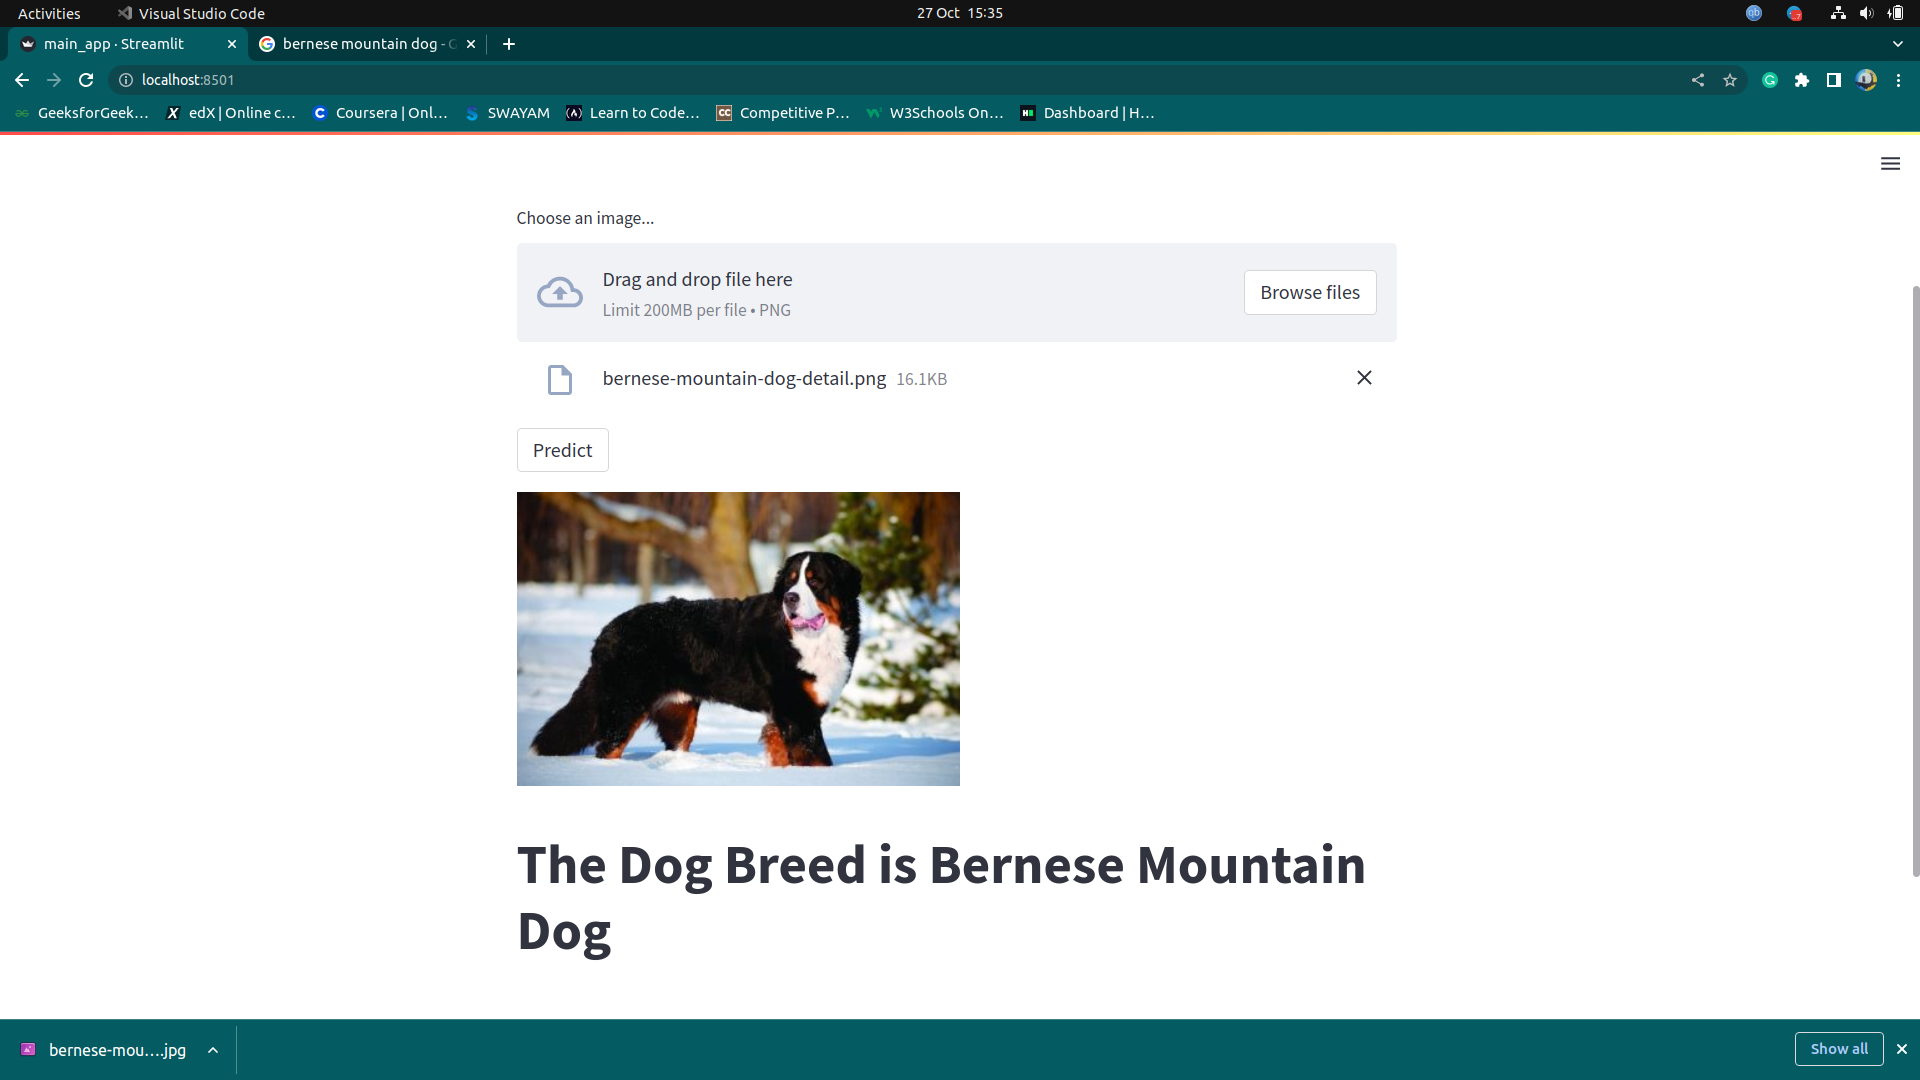 Activities Visual Studio Code 27 Oct 15:35
main_app · Streamlit bernese mountain dog -
localhost:8501
GeeksforGeek... edX | Online c... Coursera | Onl... SWAYAM Learn to Code... Competitive P... W3Schools On... Dashboard | H...
Choose an image...
Drag and drop file here
Limit 200MB per file • PNG
Browse files
bernese-mountain-dog-detail.png 16.1KB
Predict
The Dog Breed is Bernese Mountain
Dog
bernese-mou....jpg Show all